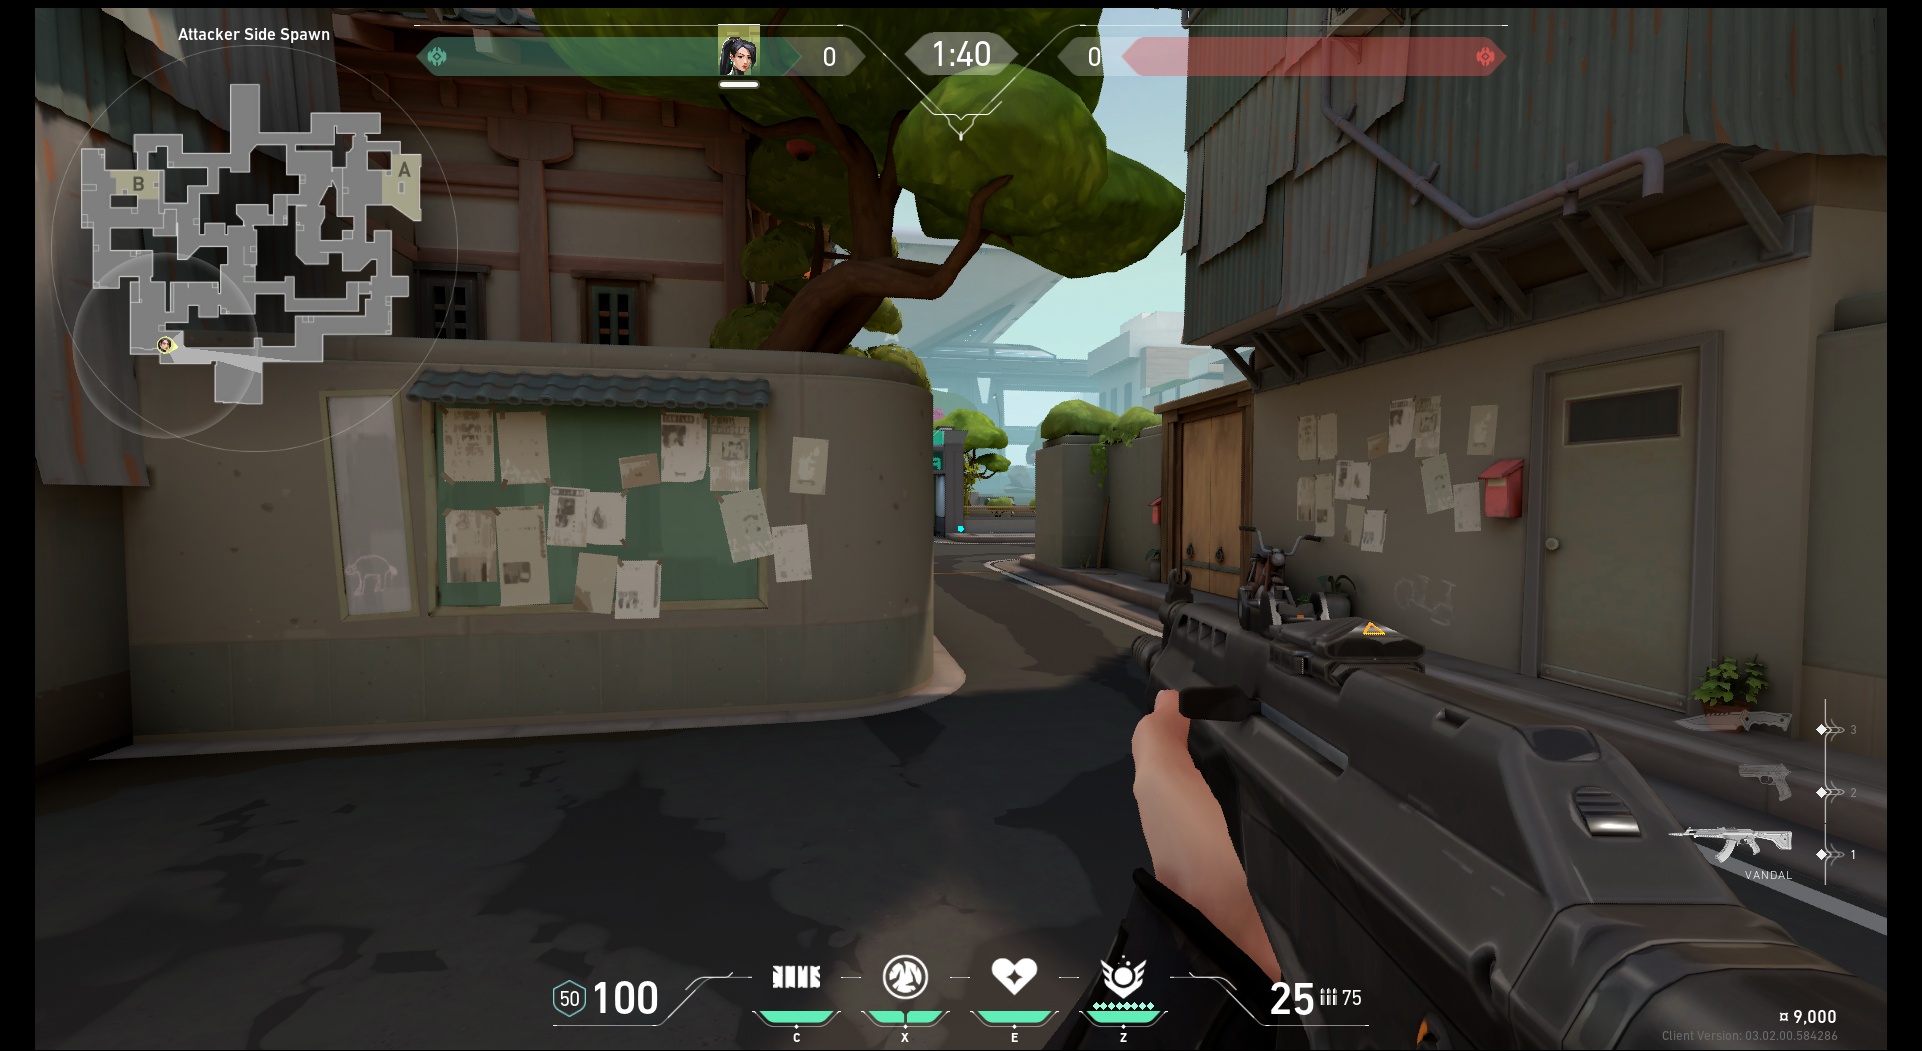 Attacker Side Spawn
0
1:40
0
B
A
3
2
1
VANDAL
50
100
25
75
C
X
E
Z
¤ 9,000
Client Version: 03.02.00.584286